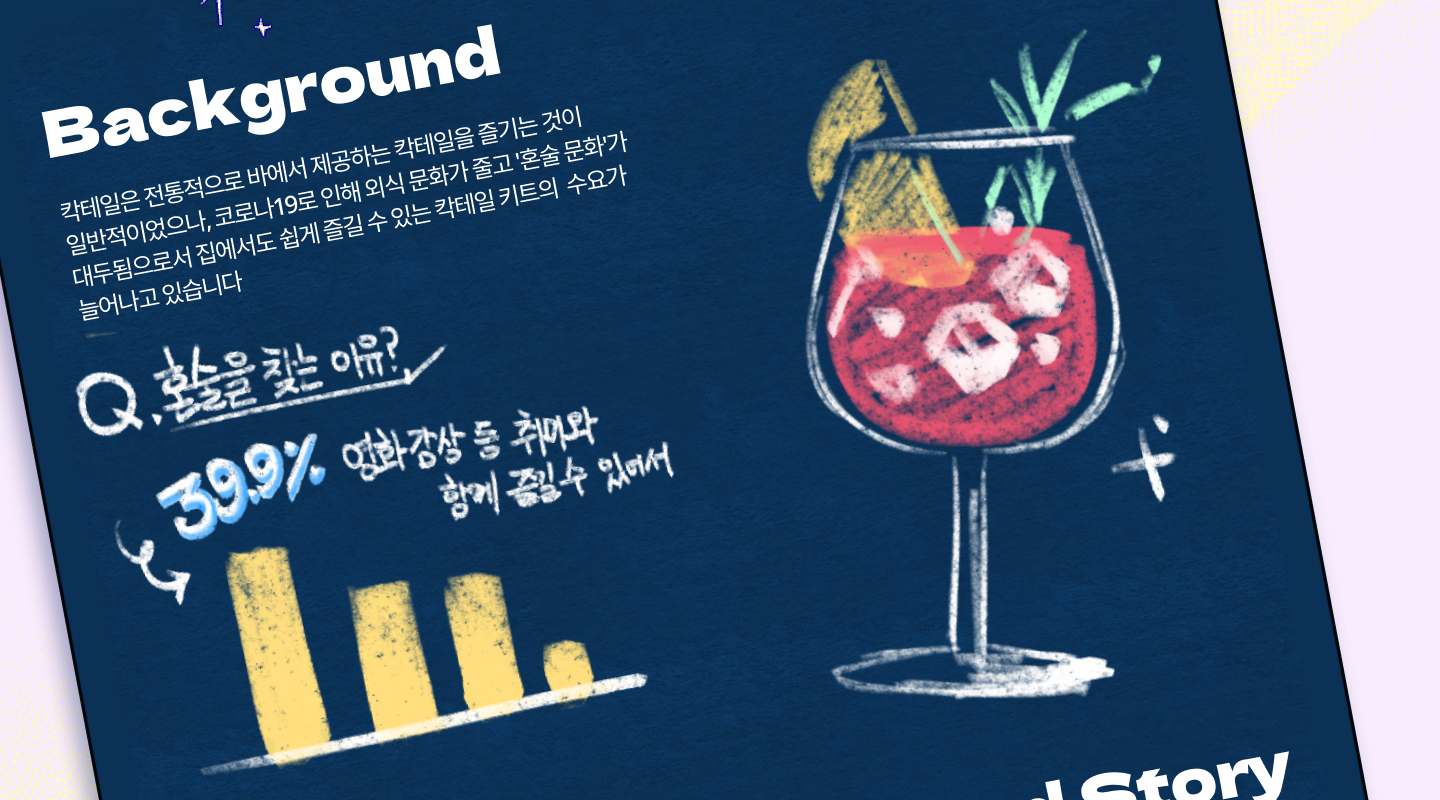 Background
칵테일은 전통적으로 바에서 제공하는 칵테일을 즐기는 것이
일반적이었으나, 코로나19로 인해 외식 문화가 줄고 '혼술 문화'가
대두됨으로서 집에서도 쉽게 즐길 수 있는 칵테일 키트의 수요가
늘어나고 있습니다
Q. 혼술을 찾는 이유?
39.9% 영화감상 등 취미와
함께 즐길 수 있어서
Story